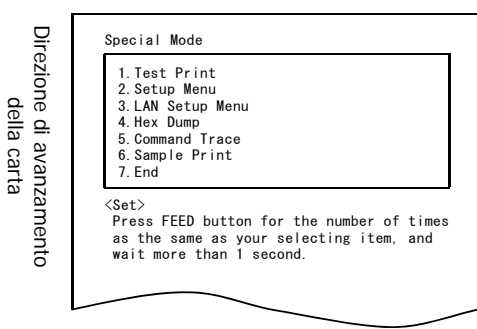 Direzione di avanzamento
della carta
Special Mode
1. Test Print
2. Setup Menu
3. LAN Setup Menu
4. Hex Dump
5. Command Trace
6. Sample Print
7. End
<Set>
Press FEED button for the number of times
as the same as your selecting item, and
wait more than 1 second.